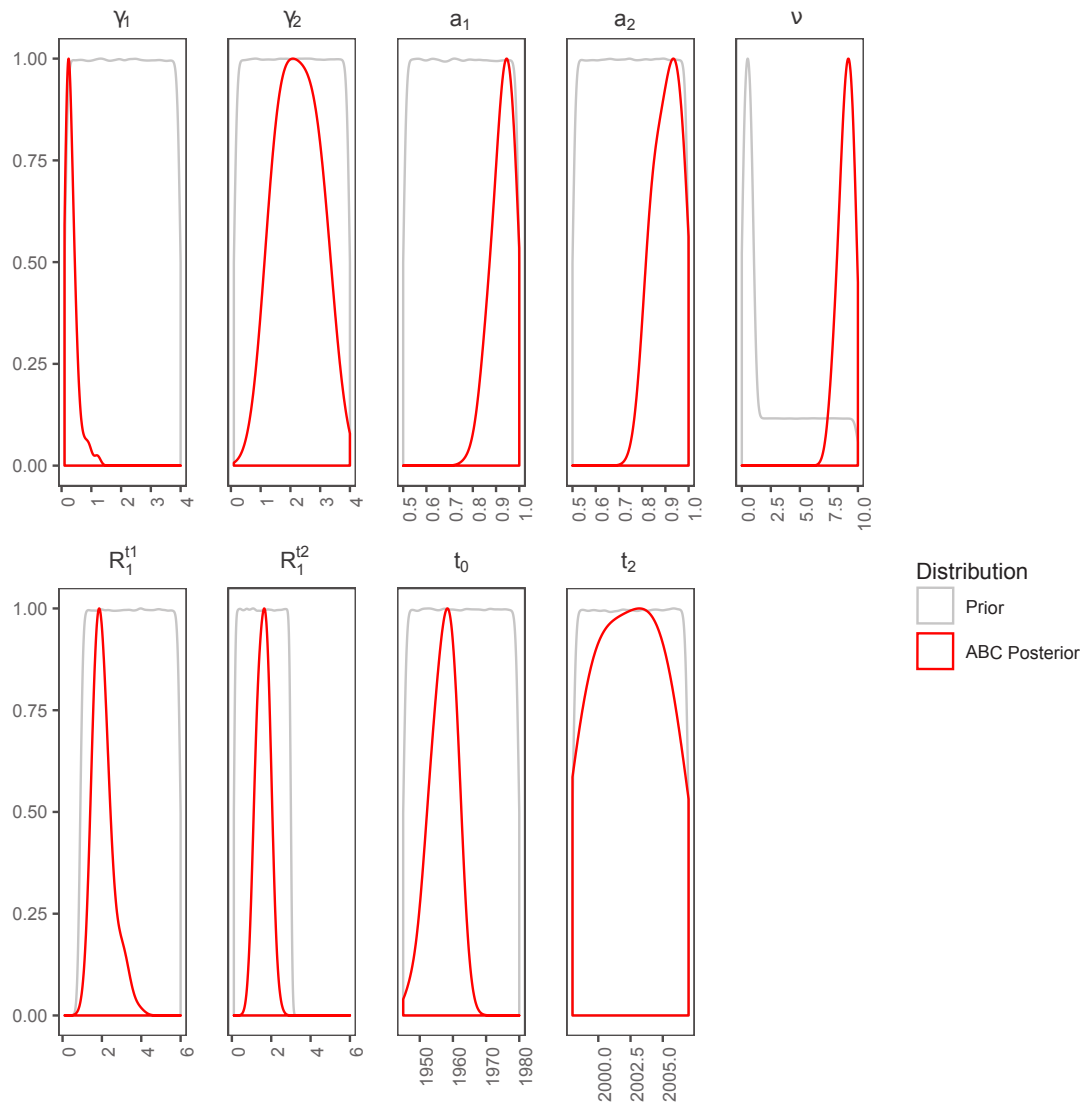 γ₁ γ₂ a₁ a₂ ν
1.00
0.75
0.50
0.25
0.00
0 1 2 3 4 0 1 2 3 4 0.5 0.6 0.7 0.8 0.9 1.0 0.5 0.6 0.7 0.8 0.9 1.0 0.0 2.5 5.0 7.5 10.0
R₁ᵗ¹ R₁ᵗ² t₀ t₂
1.00
0.75
0.50
0.25
0.00
0 2 4 6 0 2 4 6 1950 1960 1970 1980 2000.0 2002.5 2005.0
Distribution
Prior
ABC Posterior